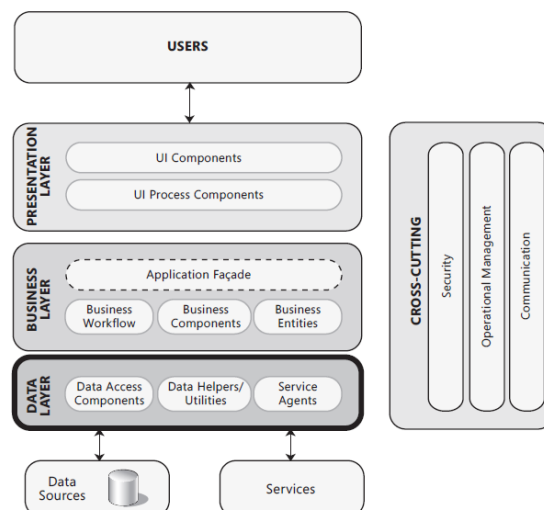 USERS
PRESENTATION
LAYER
UI Components
UI Process Components
BUSINESS
LAYER
Application Façade
Business
Workflow
Business
Components
Business
Entities
DATA
LAYER
Data Access
Components
Data Helpers/
Utilities
Service
Agents
Data
Sources
Services
CROSS-CUTTING
Security
Operational Management
Communication